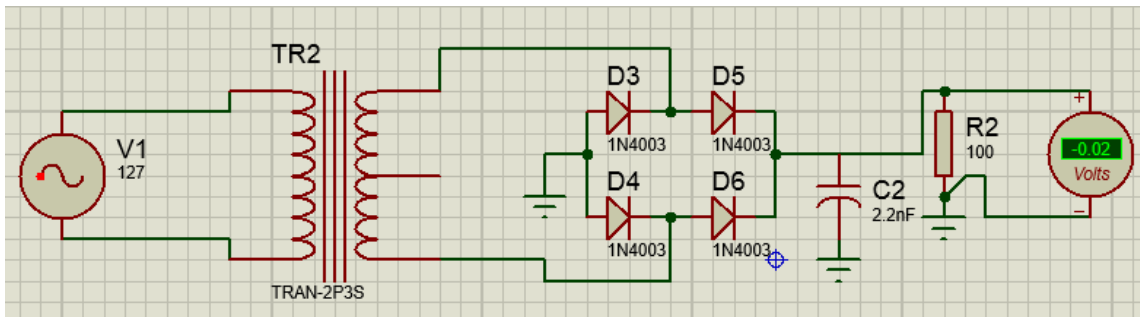 TR2
V1
127
TRAN-2P3S
D3
1N4003
D5
1N4003
D4
1N4003
D6
1N4003
C2
2.2nF
R2
100
+
-0.02
Volts
−